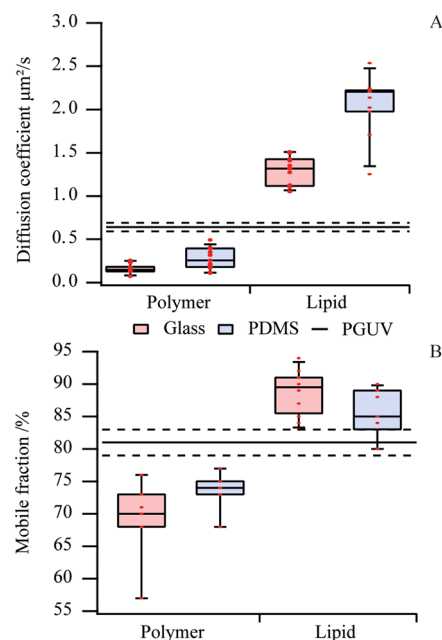 A
3.0
2.5
2.0
1.5
1.0
0.5
0.0
Diffusion coefficient µm²/s
Polymer Lipid
Glass PDMS PGUV
B
95
90
85
80
75
70
65
60
55
Mobile fraction /%
Polymer Lipid